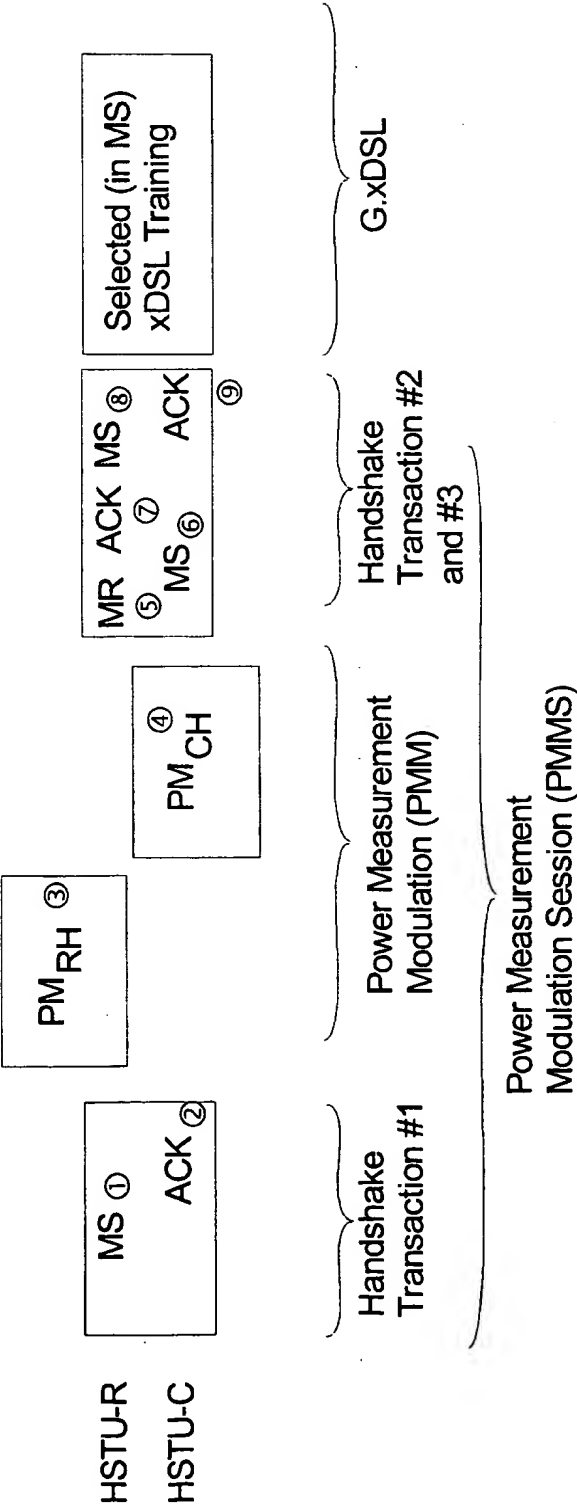 HSTU-R
HSTU-C
MS ①
ACK ②
PMRH ③
PMCH ④
MR ACK MS ⑧
⑤ ⑦
MS ⑥ ACK
⑨
Selected (in MS)
xDSL Training
Handshake
Transaction #1
Power Measurement
Modulation (PMM)
Handshake
Transaction #2
and #3
G.xDSL
Power Measurement
Modulation Session (PMMS)